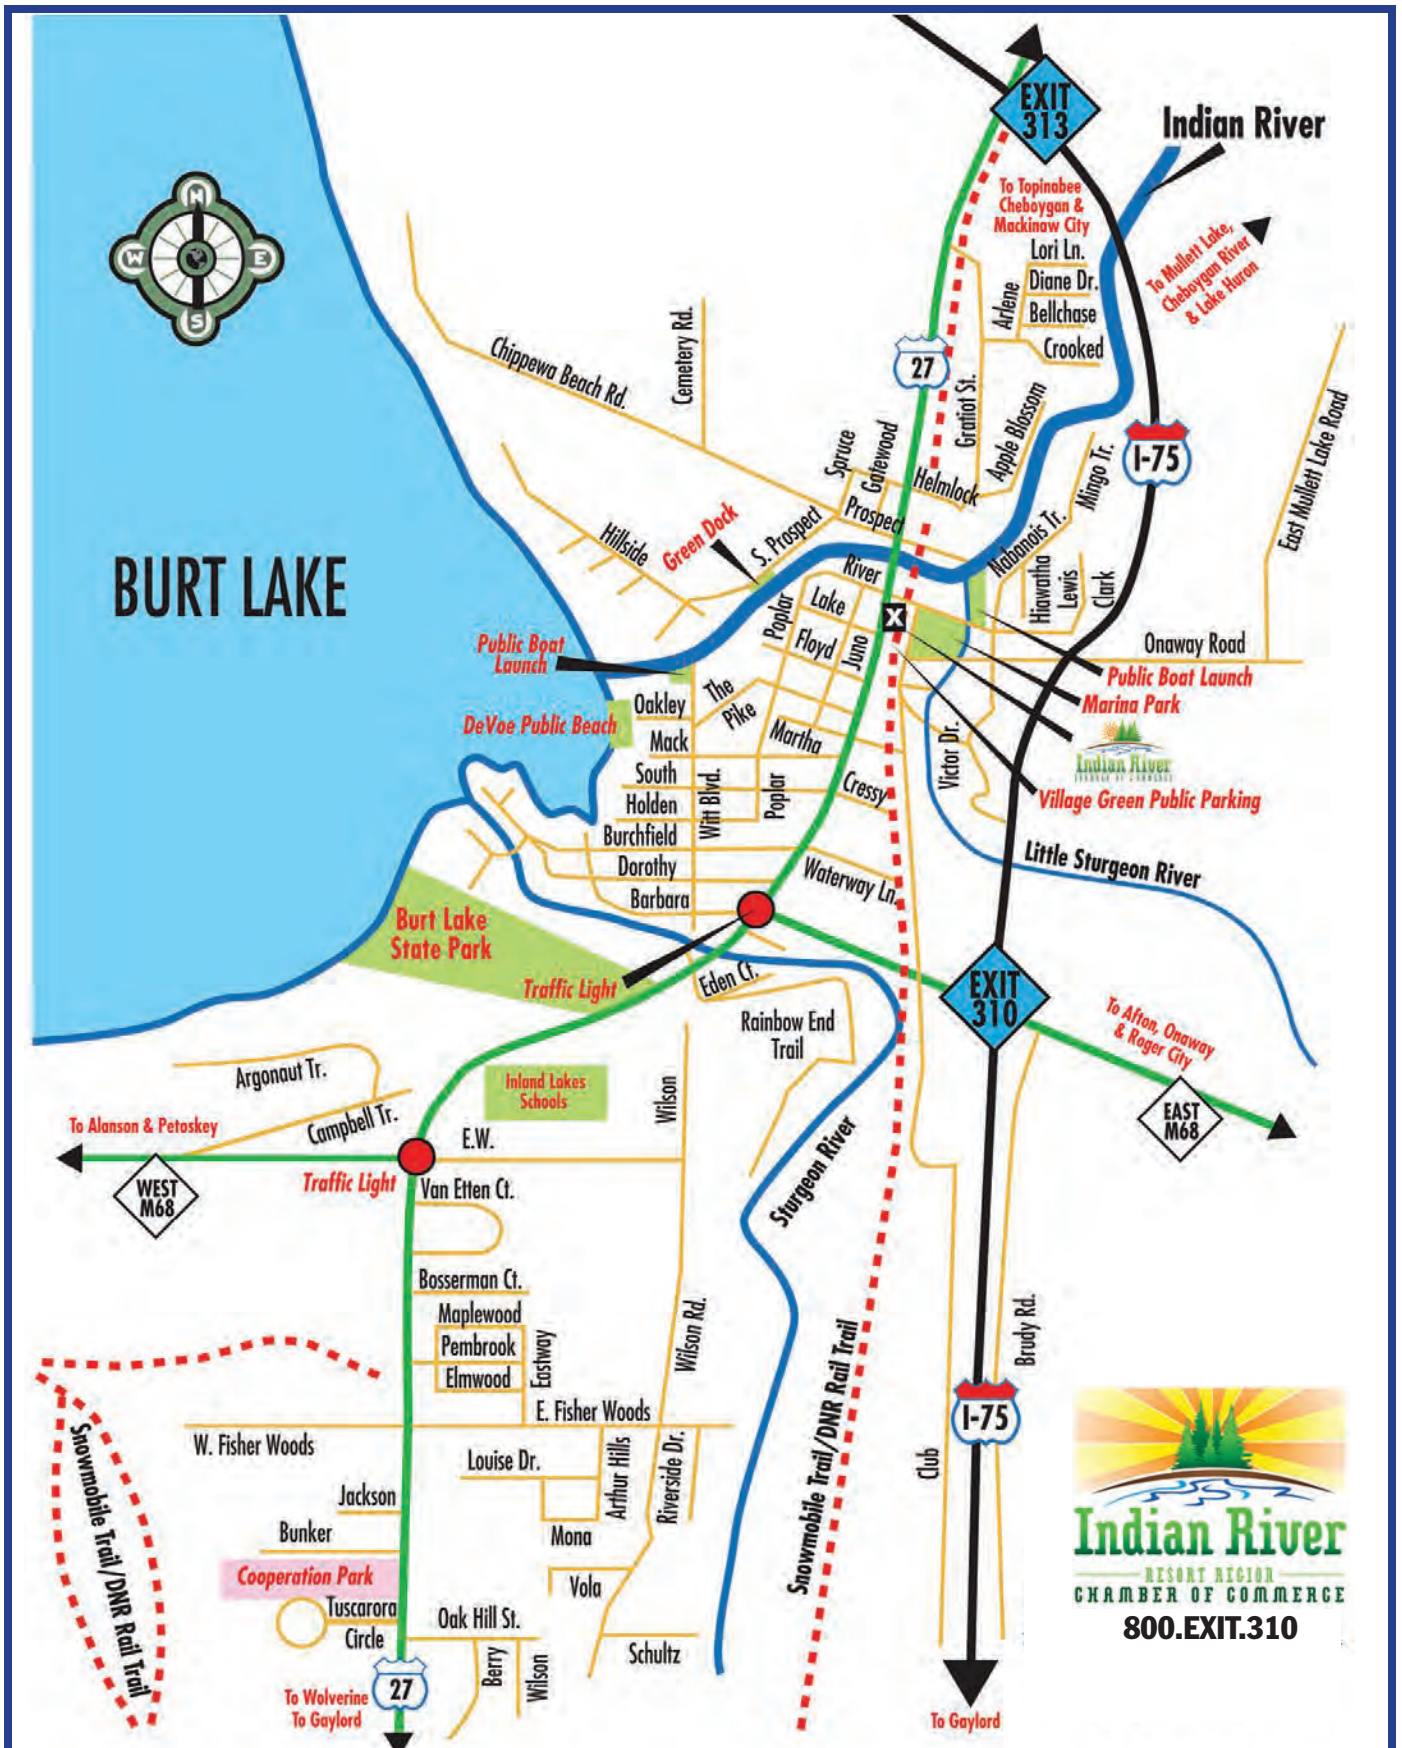 EXIT
313
Indian River
To Topinabee
Cheboygan &
Mackinaw City
N
W
E
S
To Mullett Lake,
Cheboygan River
& Lake Huron
Lori Ln.
Diane Dr.
Arlene
Bellchase
Crooked
Chippewa Beach Rd.
Cemetery Rd.
27
Gratiot St.
Apple Blossom
I-75
East Mullett Lake Road
Spruce
Gatewood
Helmlock
Mingo Tr.
Prospect
S. Prospect
Green Dock
Hillside
Nabanois Tr.
BURT LAKE
River
Lake
Poplar
Floyd
Juno
X
Hiawatha
Lewis
Clark
Onaway Road
Public Boat
Launch
Public Boat Launch
Marina Park
Indian River
CHAMBER OF COMMERCE
Village Green Public Parking
DeVoe Public Beach
Oakley
The
Pike
Mack
Martha
South
Holden
Witt Blvd.
Poplar
Cressy
Victor Dr.
Burchfield
Dorothy
Barbara
Waterway Ln.
Little Sturgeon River
Burt Lake
State Park
Traffic Light
Eden Ct.
EXIT
310
Rainbow End
Trail
To Afton, Onaway
& Roger City
EAST
M68
Argonaut Tr.
Campbell Tr.
Inland Lakes
Schools
Wilson
To Alanson & Petoskey
WEST
M68
Traffic Light
E.W.
Van Etten Ct.
Sturgeon River
Bosserman Ct.
Maplewood
Pembrook
Elmwood
Eastway
Wilson Rd.
Snowmobile Trail/DNR Rail Trail
Brudy Rd.
I-75
Club
E. Fisher Woods
W. Fisher Woods
Louise Dr.
Arthur Hills
Riverside Dr.
Mona
Vola
Schultz
Jackson
Bunker
Cooperation Park
Tuscarora
Circle
Oak Hill St.
Berry
Wilson
27
To Wolverine
To Gaylord
Snowmobile Trail/DNR Rail Trail
To Gaylord
Indian River
RESORT REGION
CHAMBER OF COMMERCE
800.EXIT.310